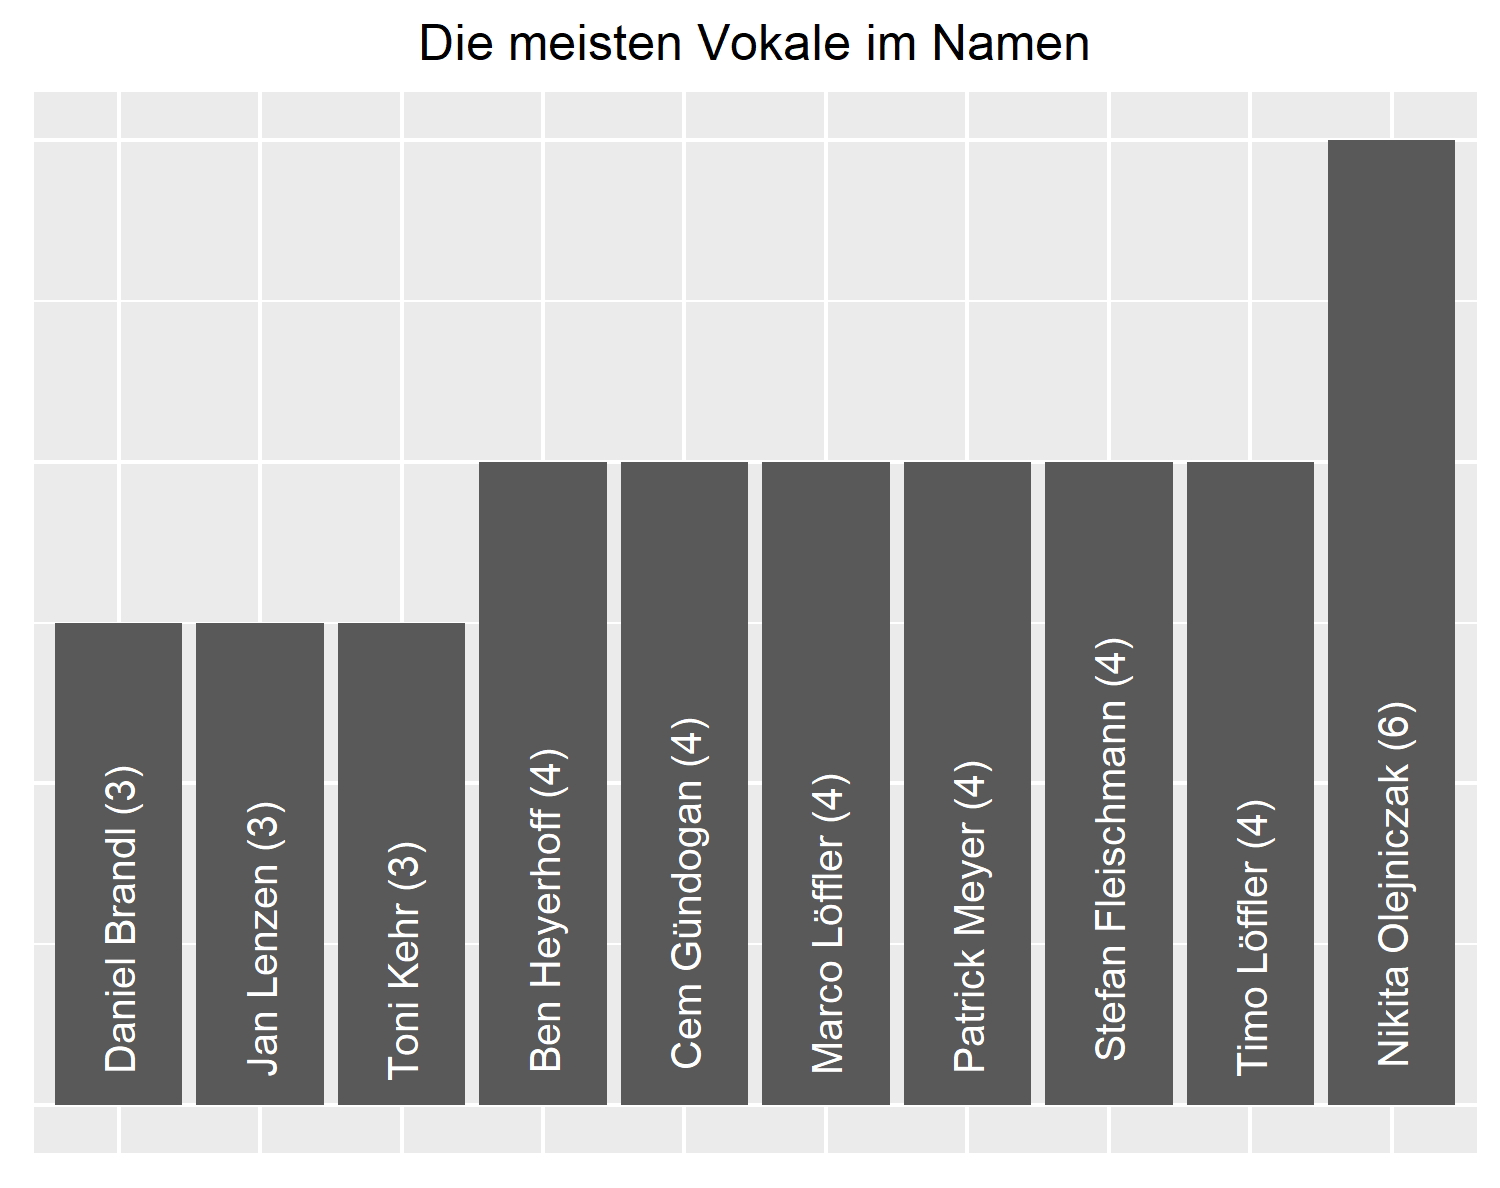 Die meisten Vokale im Namen
Daniel Brandl (3)
Jan Lenzen (3)
Toni Kehr (3)
Ben Heyerhoff (4)
Cem Gündogan (4)
Marco Löffler (4)
Patrick Meyer (4)
Stefan Fleischmann (4)
Timo Löffler (4)
Nikita Olejniczak (6)